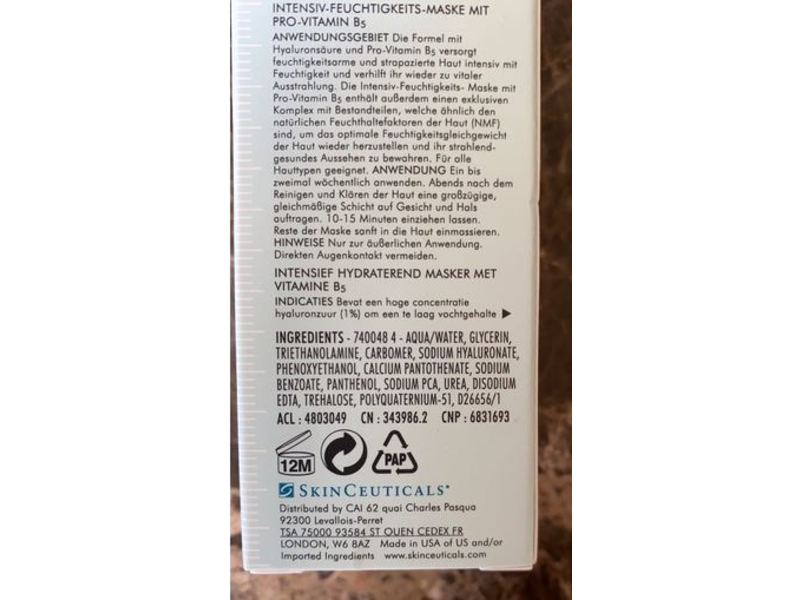 INTENSIV-FEUCHTIGKEITS-MASKE MIT
PRO-VITAMIN B5
ANWENDUNGSGEBIET Die Formel mit
Hyaluronsäure und Pro-Vitamin B5 versorgt
feuchtigkeitsarme und strapazierte Haut intensiv mit
Feuchtigkeit und verhilft ihr wieder zu vitaler
Ausstrahlung. Die Intensiv-Feuchtigkeits- Maske mit
Pro-Vitamin B5 enthält außerdem einen exklusiven
Komplex mit Bestandteilen, welche ähnlich den
natürlichen Feuchthaltefaktoren der Haut (NMF)
sind, um das optimale Feuchtigkeitsgleichgewicht
der Haut wieder herzustellen und ihr strahlend-
gesundes Aussehen zu bewahren. Für alle
Hauttypen geeignet. ANWENDUNG Ein bis
zweimal wöchentlich anwenden. Abends nach dem
Reinigen und Klären der Haut eine großzügige,
gleichmäßige Schicht auf Gesicht und Hals
auftragen. 10-15 Minuten einziehen lassen.
Reste der Maske sanft in die Haut einmassieren.
HINWEISE Nur zur äußerlichen Anwendung.
Direkten Augenkontakt vermeiden.
INTENSIEF HYDRATEREND MASKER MET
VITAMINE B5
INDICATIES Bevat een hoge concentratie
hyaluronzuur (1%) om een te laag vochtgehalte ▶
INGREDIENTS - 740048 4 - AQUA/WATER, GLYCERIN,
TRIETHANOLAMINE, CARBOMER, SODIUM HYALURONATE,
PHENOXYETHANOL, CALCIUM PANTOTHENATE, SODIUM
BENZOATE, PANTHENOL, SODIUM PCA, UREA, DISODIUM
EDTA, TREHALOSE, POLYQUATERNIUM-51, D26656/1
ACL : 4803049 CN : 343986.2 CNP : 6831693
12M
PAP
SKINCEUTICALS
Distributed by CAI 62 quai Charles Pasqua
92300 Levallois-Perret
TSA 75000 93584 ST OUEN CEDEX FR
LONDON, W6 8AZ Made in USA of US and/or
Imported Ingredients www.skinceuticals.com